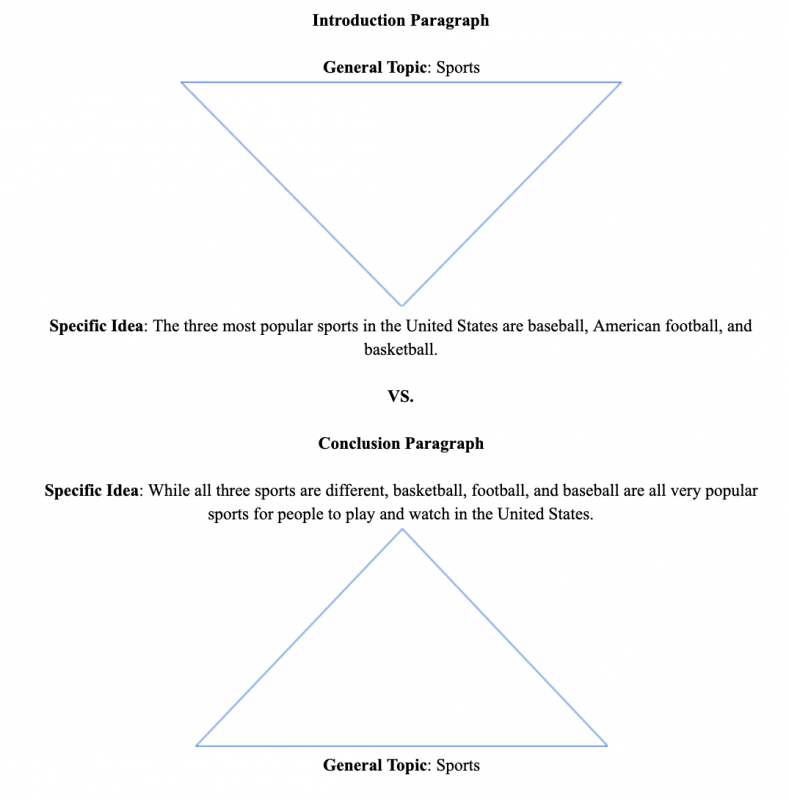 Introduction Paragraph
General Topic: Sports
Specific Idea: The three most popular sports in the United States are baseball, American football, and
basketball.
VS.
Conclusion Paragraph
Specific Idea: While all three sports are different, basketball, football, and baseball are all very popular
sports for people to play and watch in the United States.
General Topic: Sports